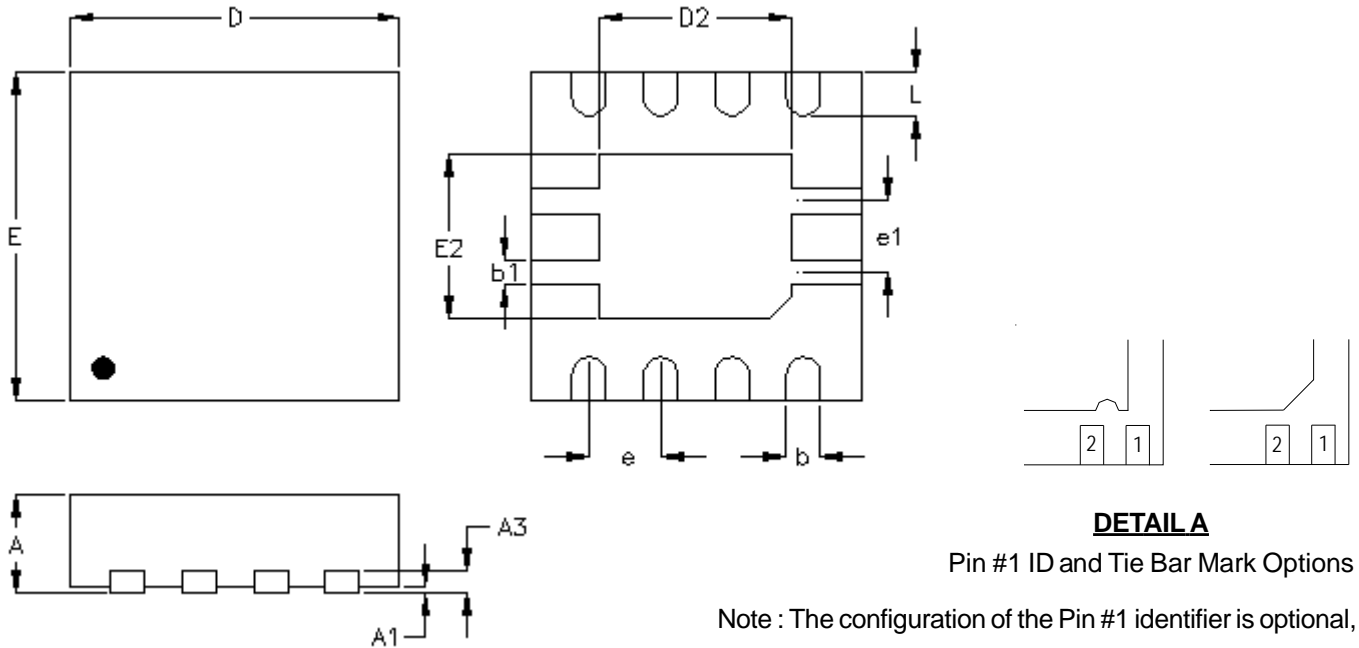 D
D2
L
E
E2
b1
e1
e
b
2 1
2 1
A
A3
A1
DETAIL A
Pin #1 ID and Tie Bar Mark Options
Note : The configuration of the Pin #1 identifier is optional,